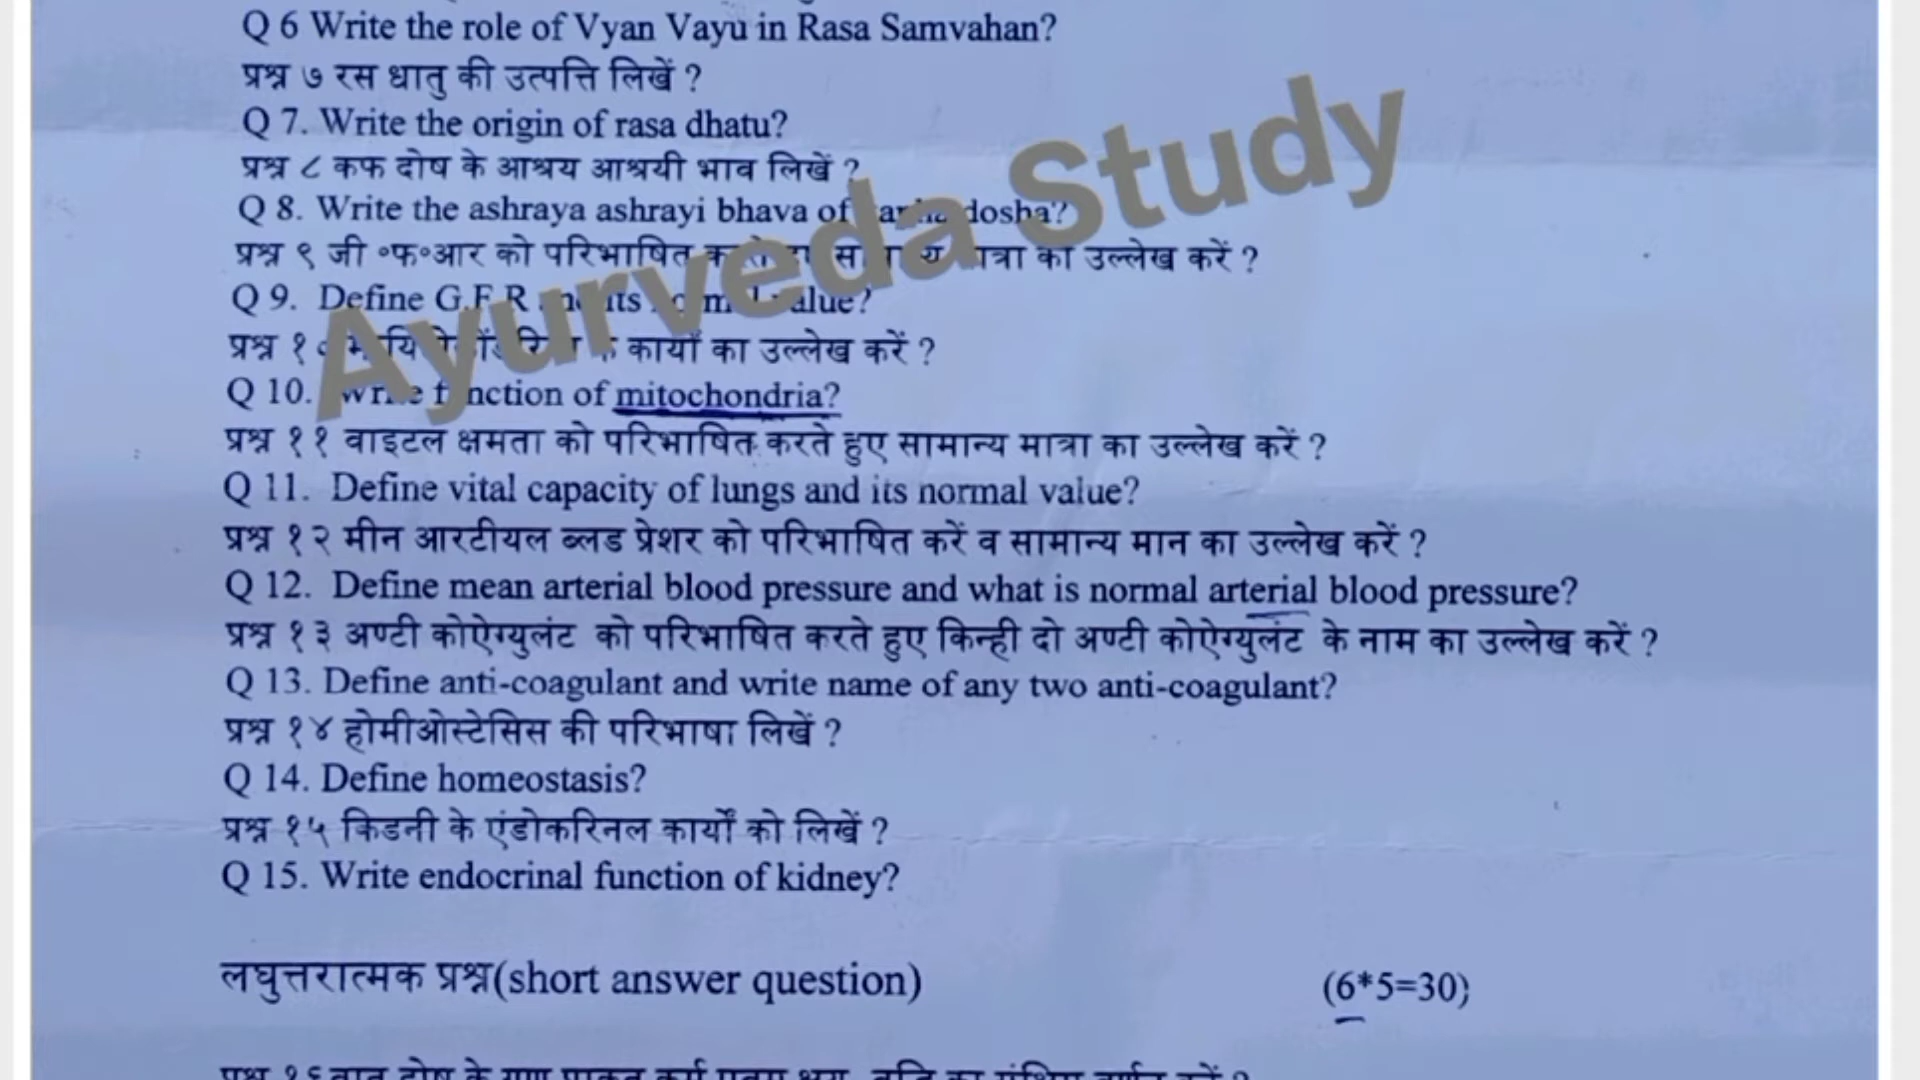 Q 6 Write the role of Vyan Vayu in Rasa Samvahan?
प्रश्न ७ रस धातु की उत्पत्ति लिखें ?
Q 7. Write the origin of rasa dhatu?
प्रश्न ८ कफ दोष के आश्रय आश्रयी भाव लिखें ?
Q 8. Write the ashraya ashrayi bhava of dosha?
प्रश्न ९ जी ॰फ॰आर को परिभाषित का उल्लेख करें ?
Q 9. Define G.F.R its value?
Ayurveda Study
प्रश्न कार्यों का उल्लेख करें ?
Q 10. function of mitochondria?
प्रश्न ११ वाइटल क्षमता को परिभाषित करते हुए सामान्य मात्रा का उल्लेख करें ?
Q 11. Define vital capacity of lungs and its normal value?
प्रश्न १२ मीन आरटीयल ब्लड प्रेशर को परिभाषित करें व सामान्य मान का उल्लेख करें ?
Q 12. Define mean arterial blood pressure and what is normal arterial blood pressure?
प्रश्न १३ अण्टी कोऐग्युलंट को परिभाषित करते हुए किन्ही दो अण्टी कोऐग्युलंट के नाम का उल्लेख करें ?
Q 13. Define anti-coagulant and write name of any two anti-coagulant?
प्रश्न १४ होमीओस्टेसिस की परिभाषा लिखें ?
Q 14. Define homeostasis?
प्रश्न १५ किडनी के एंडोकरिनल कार्यों को लिखें ?
Q 15. Write endocrinal function of kidney?
लघुत्तरात्मक प्रश्न(short answer question) (6*5=30)